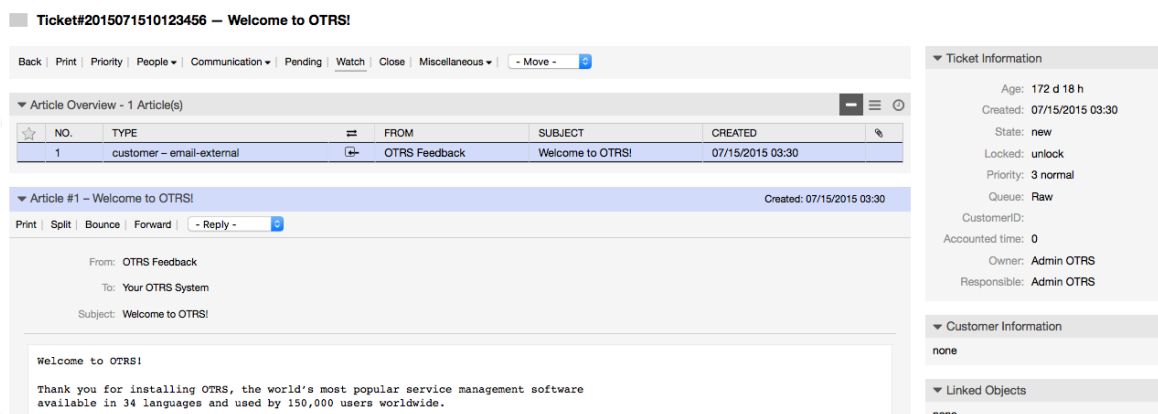 Ticket#2015071510123456 — Welcome to OTRS!
Back | Print | Priority | People | Communication | Pending | Watch | Close | Miscellaneous | - Move -
Article Overview - 1 Article(s)
NO. TYPE FROM SUBJECT CREATED
1 customer – email-external OTRS Feedback Welcome to OTRS! 07/15/2015 03:30
Article #1 – Welcome to OTRS! Created: 07/15/2015 03:30
Print | Split | Bounce | Forward | - Reply -
From: OTRS Feedback
To: Your OTRS System
Subject: Welcome to OTRS!
Welcome to OTRS!
Thank you for installing OTRS, the world's most popular service management software
available in 34 languages and used by 150,000 users worldwide.
Ticket Information
Age: 172 d 18 h
Created: 07/15/2015 03:30
State: new
Locked: unlock
Priority: 3 normal
Queue: Raw
CustomerID:
Accounted time: 0
Owner: Admin OTRS
Responsible: Admin OTRS
Customer Information
none
Linked Objects